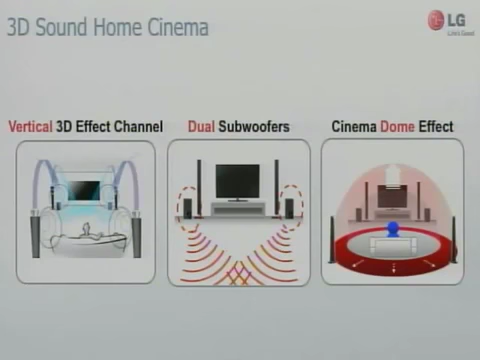 3D Sound Home Cinema
LG
Life's Good
Vertical 3D Effect Channel
Dual Subwoofers
Cinema Dome Effect